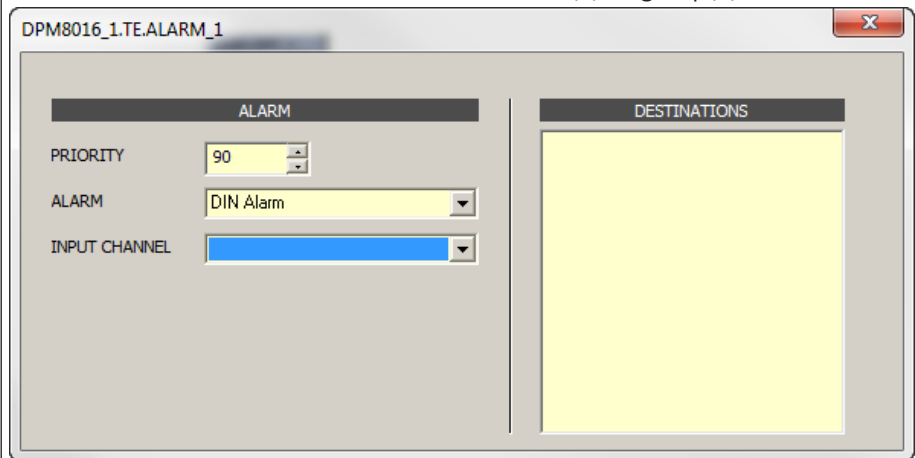 DPM8016_1.TE.ALARM_1
ALARM
PRIORITY
90
ALARM
DIN Alarm
INPUT CHANNEL
DESTINATIONS